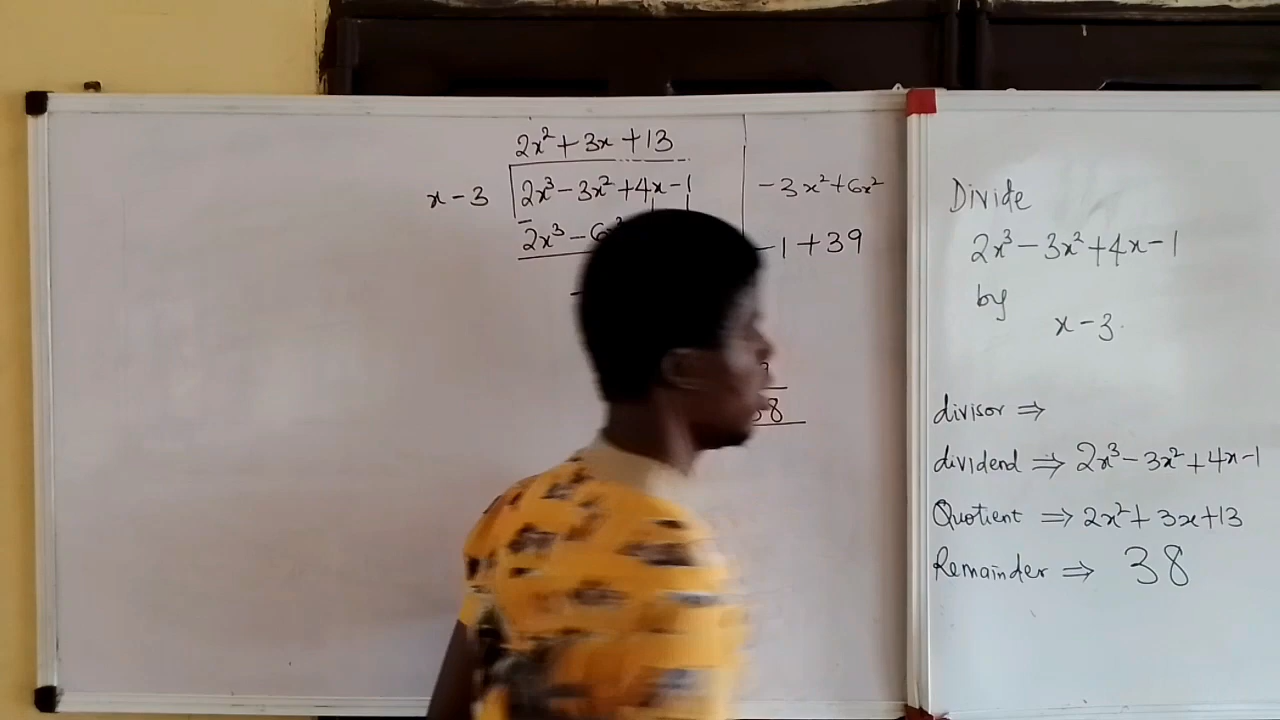 2x² + 3x + 13
x - 3 2x³ - 3x² + 4x - 1
2x³ - 6x²
38
- 3x² + 6x²
- 1 + 39
Divide
2x³ - 3x² + 4x - 1
by
x - 3
divisor ⇒
dividend ⇒ 2x³ - 3x² + 4x - 1
Quotient ⇒ 2x² + 3x + 13
Remainder ⇒ 38